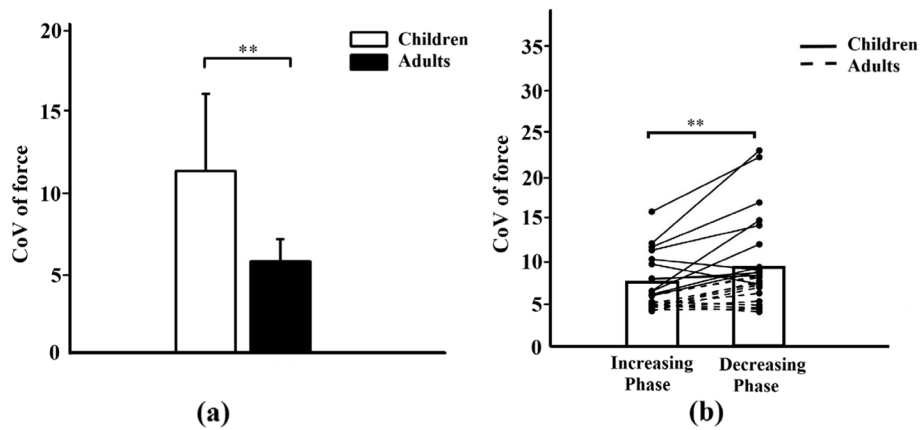 20
15
10
5
0
CoV of force
**
Children
Adults
(a)
35
30
25
20
15
10
5
0
CoV of force
**
Children
Adults
Increasing
Phase
Decreasing
Phase
(b)